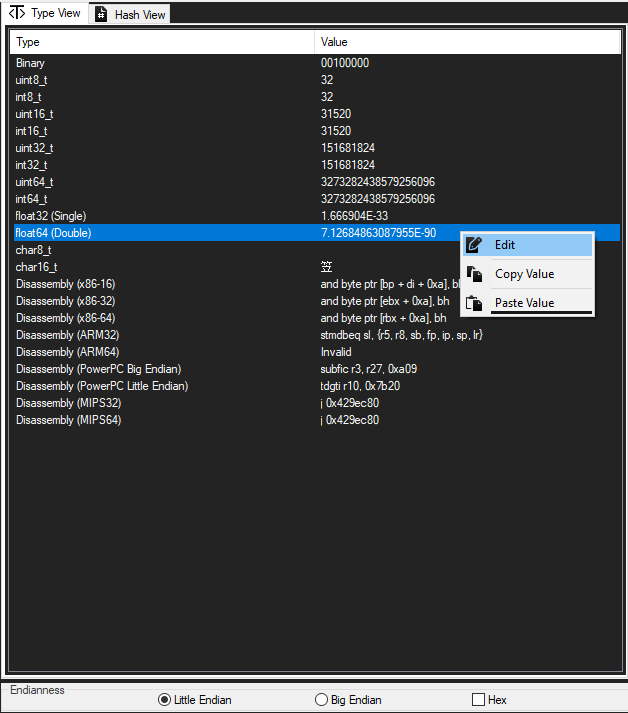 Type View Hash View
Type Value
Binary 00100000
uint8_t 32
int8_t 32
uint16_t 31520
int16_t 31520
uint32_t 151681824
int32_t 151681824
uint64_t 3273282438579256096
int64_t 3273282438579256096
float32 (Single) 1.666904E-33
float64 (Double) 7.12684863087955E-90
Edit
char8_t
char16_t 笠
Copy Value
Disassembly (x86-16) and byte ptr [bp + di + 0xa], bl
Disassembly (x86-32) and byte ptr [ebx + 0xa], bh
Paste Value
Disassembly (x86-64) and byte ptr [rbx + 0xa], bh
Disassembly (ARM32) stmdbeq sl, {r5, r8, sb, fp, ip, sp, lr}
Disassembly (ARM64) Invalid
Disassembly (PowerPC Big Endian) subfic r3, r27, 0xa09
Disassembly (PowerPC Little Endian) tdgti r10, 0x7b20
Disassembly (MIPS32) j 0x429ec80
Disassembly (MIPS64) j 0x429ec80
Endianness
Little Endian Big Endian Hex